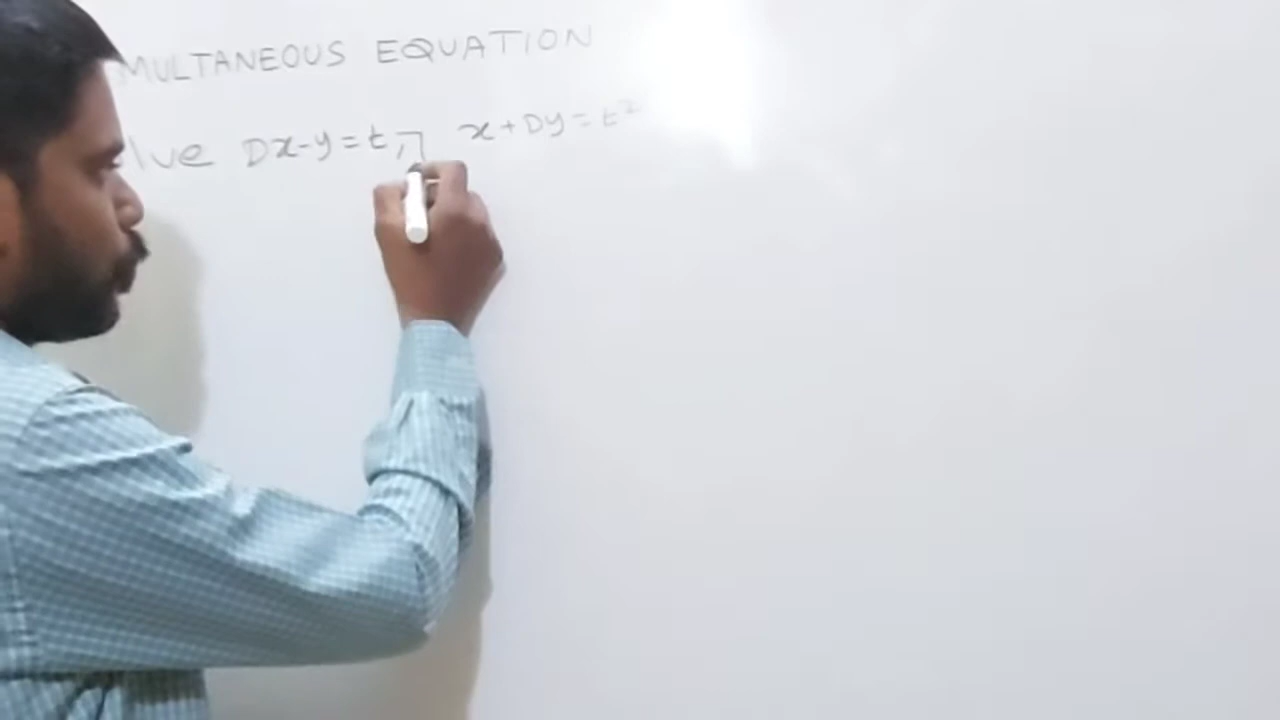 MULTANEOUS EQUATION
lve Dx-y=t, x+Dy=t²